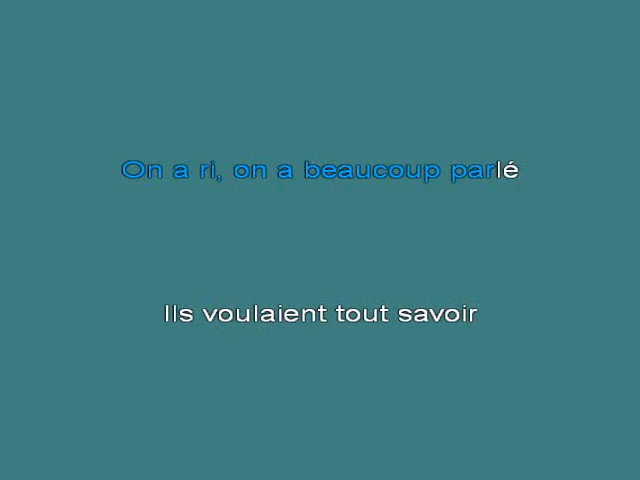 On a ri, on a beaucoup parlé
Ils voulaient tout savoir